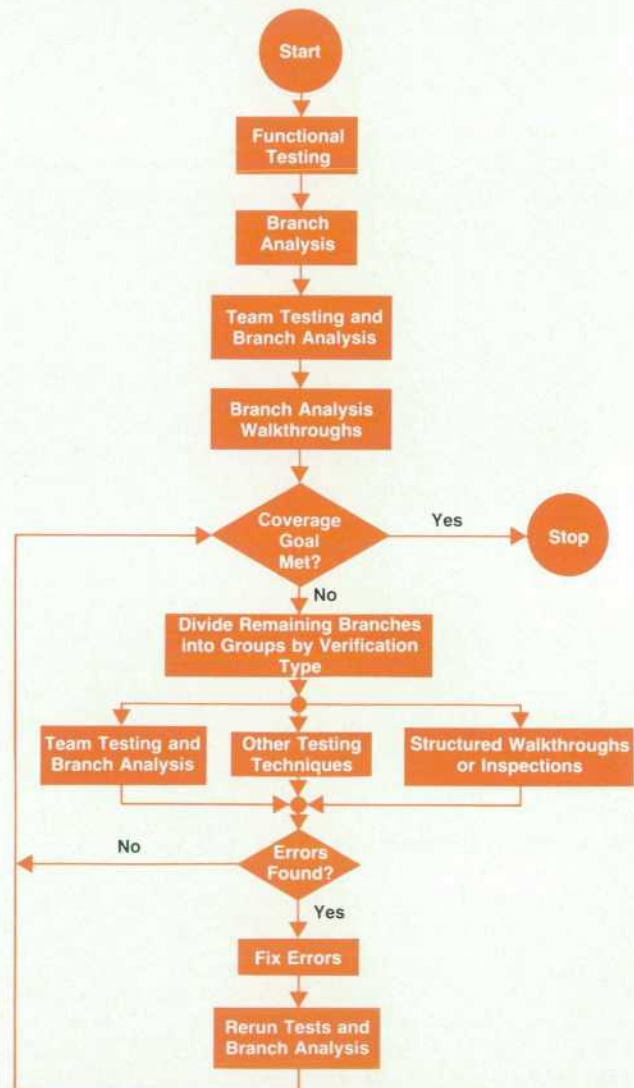 Start
Functional
Testing
Branch
Analysis
Team Testing and
Branch Analysis
Branch Analysis
Walkthroughs
Coverage
Goal
Met?
Yes
Stop
No
Divide Remaining Branches
into Groups by Verification
Type
Team Testing and
Branch Analysis
Other Testing
Techniques
Structured Walkthroughs
or Inspections
No
Errors
Found?
Yes
Fix Errors
Rerun Tests and
Branch Analysis